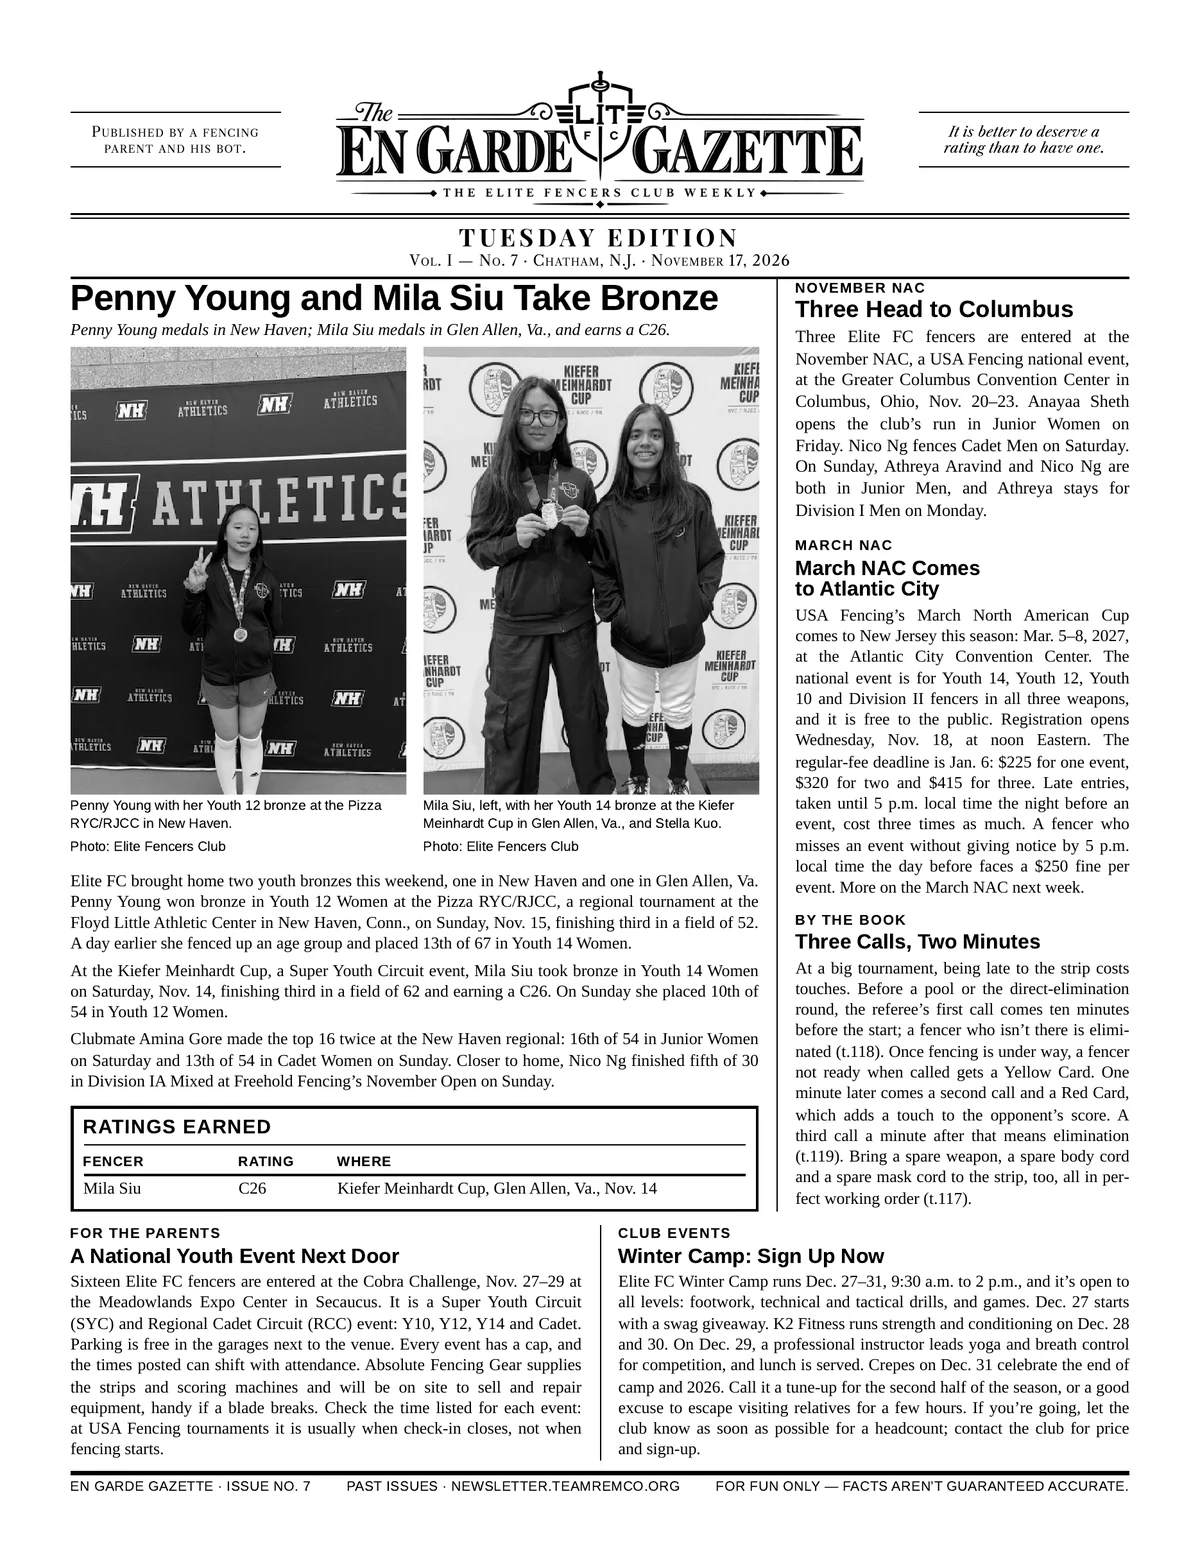 PUBLISHED BY A FENCING
PARENT AND HIS BOT.
The
LIT
F C
EN GARDE GAZETTE
THE ELITE FENCERS CLUB WEEKLY
It is better to deserve a
rating than to have one.
TUESDAY EDITION
VOL. I — NO. 7 · CHATHAM, N.J. · NOVEMBER 17, 2026
Penny Young and Mila Siu Take Bronze
Penny Young medals in New Haven; Mila Siu medals in Glen Allen, Va., and earns a C26.
NH
NEW HAVEN
ATHLETICS
KIEFER
MEINHARDT
CUP
NYC / RJCC / YH
Penny Young with her Youth 12 bronze at the Pizza
RYC/RJCC in New Haven.
Photo: Elite Fencers Club
Mila Siu, left, with her Youth 14 bronze at the Kiefer
Meinhardt Cup in Glen Allen, Va., and Stella Kuo.
Photo: Elite Fencers Club
Elite FC brought home two youth bronzes this weekend, one in New Haven and one in Glen Allen, Va.
Penny Young won bronze in Youth 12 Women at the Pizza RYC/RJCC, a regional tournament at the
Floyd Little Athletic Center in New Haven, Conn., on Sunday, Nov. 15, finishing third in a field of 52.
A day earlier she fenced up an age group and placed 13th of 67 in Youth 14 Women.
At the Kiefer Meinhardt Cup, a Super Youth Circuit event, Mila Siu took bronze in Youth 14 Women
on Saturday, Nov. 14, finishing third in a field of 62 and earning a C26. On Sunday she placed 10th of
54 in Youth 12 Women.
Clubmate Amina Gore made the top 16 twice at the New Haven regional: 16th of 54 in Junior Women
on Saturday and 13th of 54 in Cadet Women on Sunday. Closer to home, Nico Ng finished fifth of 30
in Division IA Mixed at Freehold Fencing’s November Open on Sunday.
RATINGS EARNED
FENCER RATING WHERE
Mila Siu C26 Kiefer Meinhardt Cup, Glen Allen, Va., Nov. 14
NOVEMBER NAC
Three Head to Columbus
Three Elite FC fencers are entered at the
November NAC, a USA Fencing national event,
at the Greater Columbus Convention Center in
Columbus, Ohio, Nov. 20–23. Anayaa Sheth
opens the club’s run in Junior Women on
Friday. Nico Ng fences Cadet Men on Saturday.
On Sunday, Athreya Aravind and Nico Ng are
both in Junior Men, and Athreya stays for
Division I Men on Monday.
MARCH NAC
March NAC Comes
to Atlantic City
USA Fencing’s March North American Cup
comes to New Jersey this season: Mar. 5–8, 2027,
at the Atlantic City Convention Center. The
national event is for Youth 14, Youth 12, Youth
10 and Division II fencers in all three weapons,
and it is free to the public. Registration opens
Wednesday, Nov. 18, at noon Eastern. The
regular-fee deadline is Jan. 6: $225 for one event,
$320 for two and $415 for three. Late entries,
taken until 5 p.m. local time the night before an
event, cost three times as much. A fencer who
misses an event without giving notice by 5 p.m.
local time the day before faces a $250 fine per
event. More on the March NAC next week.
BY THE BOOK
Three Calls, Two Minutes
At a big tournament, being late to the strip costs
touches. Before a pool or the direct-elimination
round, the referee’s first call comes ten minutes
before the start; a fencer who isn’t there is elimi-
nated (t.118). Once fencing is under way, a fencer
not ready when called gets a Yellow Card. One
minute later comes a second call and a Red Card,
which adds a touch to the opponent’s score. A
third call a minute after that means elimination
(t.119). Bring a spare weapon, a spare body cord
and a spare mask cord to the strip, too, all in per-
fect working order (t.117).
FOR THE PARENTS
A National Youth Event Next Door
Sixteen Elite FC fencers are entered at the Cobra Challenge, Nov. 27–29 at
the Meadowlands Expo Center in Secaucus. It is a Super Youth Circuit
(SYC) and Regional Cadet Circuit (RCC) event: Y10, Y12, Y14 and Cadet.
Parking is free in the garages next to the venue. Every event has a cap, and
the times posted can shift with attendance. Absolute Fencing Gear supplies
the strips and scoring machines and will be on site to sell and repair
equipment, handy if a blade breaks. Check the time listed for each event:
at USA Fencing tournaments it is usually when check-in closes, not when
fencing starts.
CLUB EVENTS
Winter Camp: Sign Up Now
Elite FC Winter Camp runs Dec. 27–31, 9:30 a.m. to 2 p.m., and it’s open to
all levels: footwork, technical and tactical drills, and games. Dec. 27 starts
with a swag giveaway. K2 Fitness runs strength and conditioning on Dec. 28
and 30. On Dec. 29, a professional instructor leads yoga and breath control
for competition, and lunch is served. Crepes on Dec. 31 celebrate the end of
camp and 2026. Call it a tune-up for the second half of the season, or a good
excuse to escape visiting relatives for a few hours. If you’re going, let the
club know as soon as possible for a headcount; contact the club for price
and sign-up.
EN GARDE GAZETTE · ISSUE NO. 7 PAST ISSUES · NEWSLETTER.TEAMREMCO.ORG FOR FUN ONLY — FACTS AREN'T GUARANTEED ACCURATE.